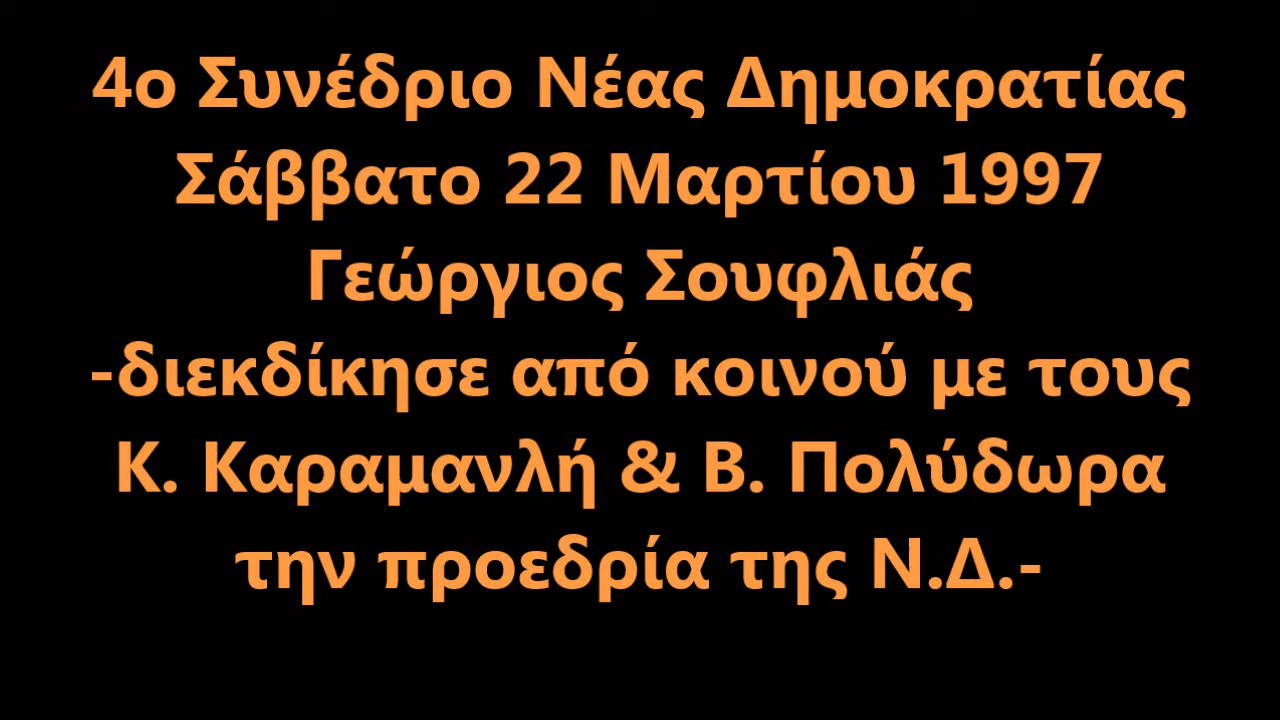 4ο Συνέδριο Νέας Δημοκρατίας
Σάββατο 22 Μαρτίου 1997
Γεώργιος Σουφλιάς
-διεκδίκησε από κοινού με τους
Κ. Καραμανλή & Β. Πολύδωρα
την προεδρία της Ν.Δ.-